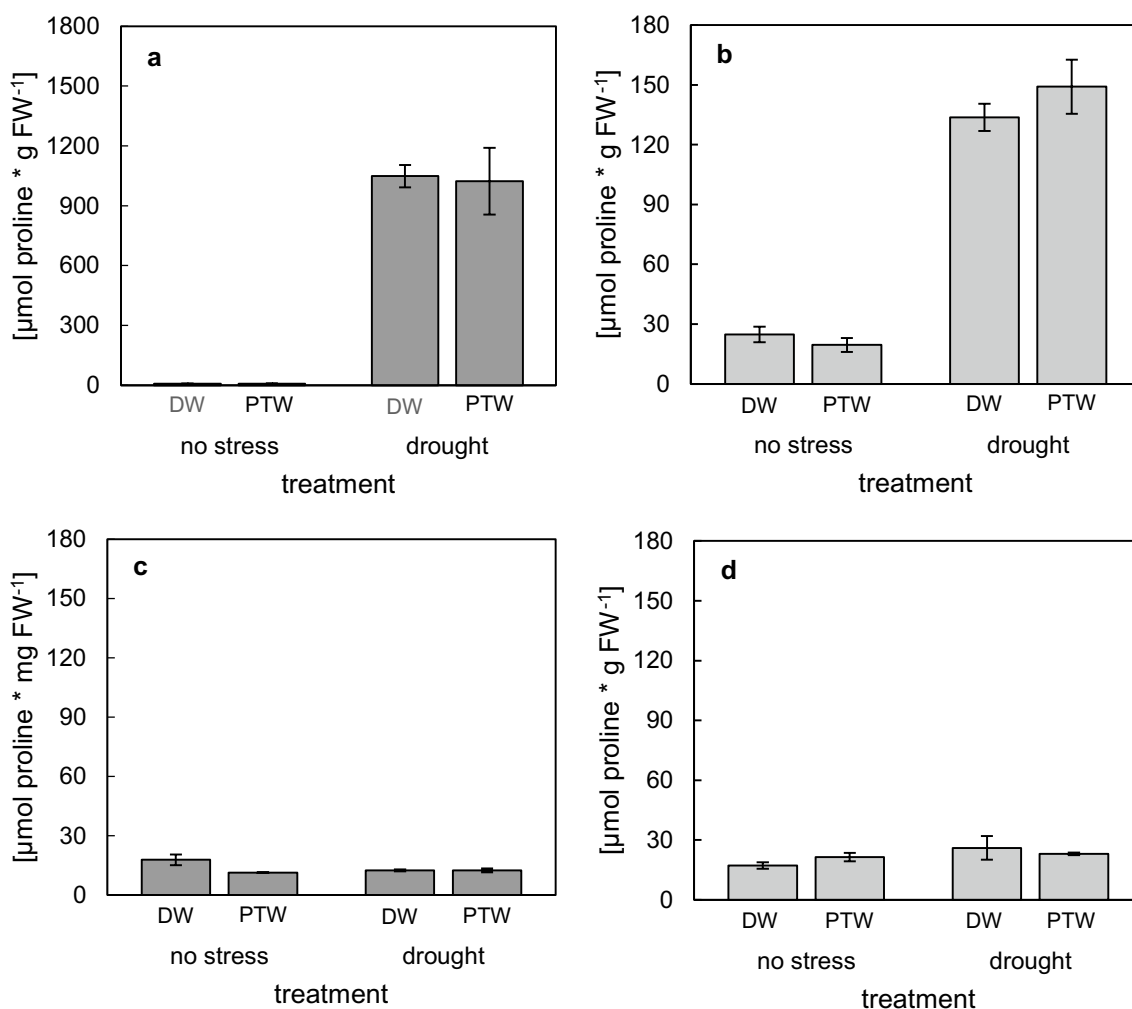 a
[µmol proline * g FW-1]
1800
1500
1200
900
600
300
0
DW PTW DW PTW
no stress drought
treatment
b
[µmol proline * g FW-1]
180
150
120
90
60
30
0
DW PTW DW PTW
no stress drought
treatment
c
[µmol proline * mg FW-1]
180
150
120
90
60
30
0
DW PTW DW PTW
no stress drought
treatment
d
[µmol proline * g FW-1]
180
150
120
90
60
30
0
DW PTW DW PTW
no stress drought
treatment